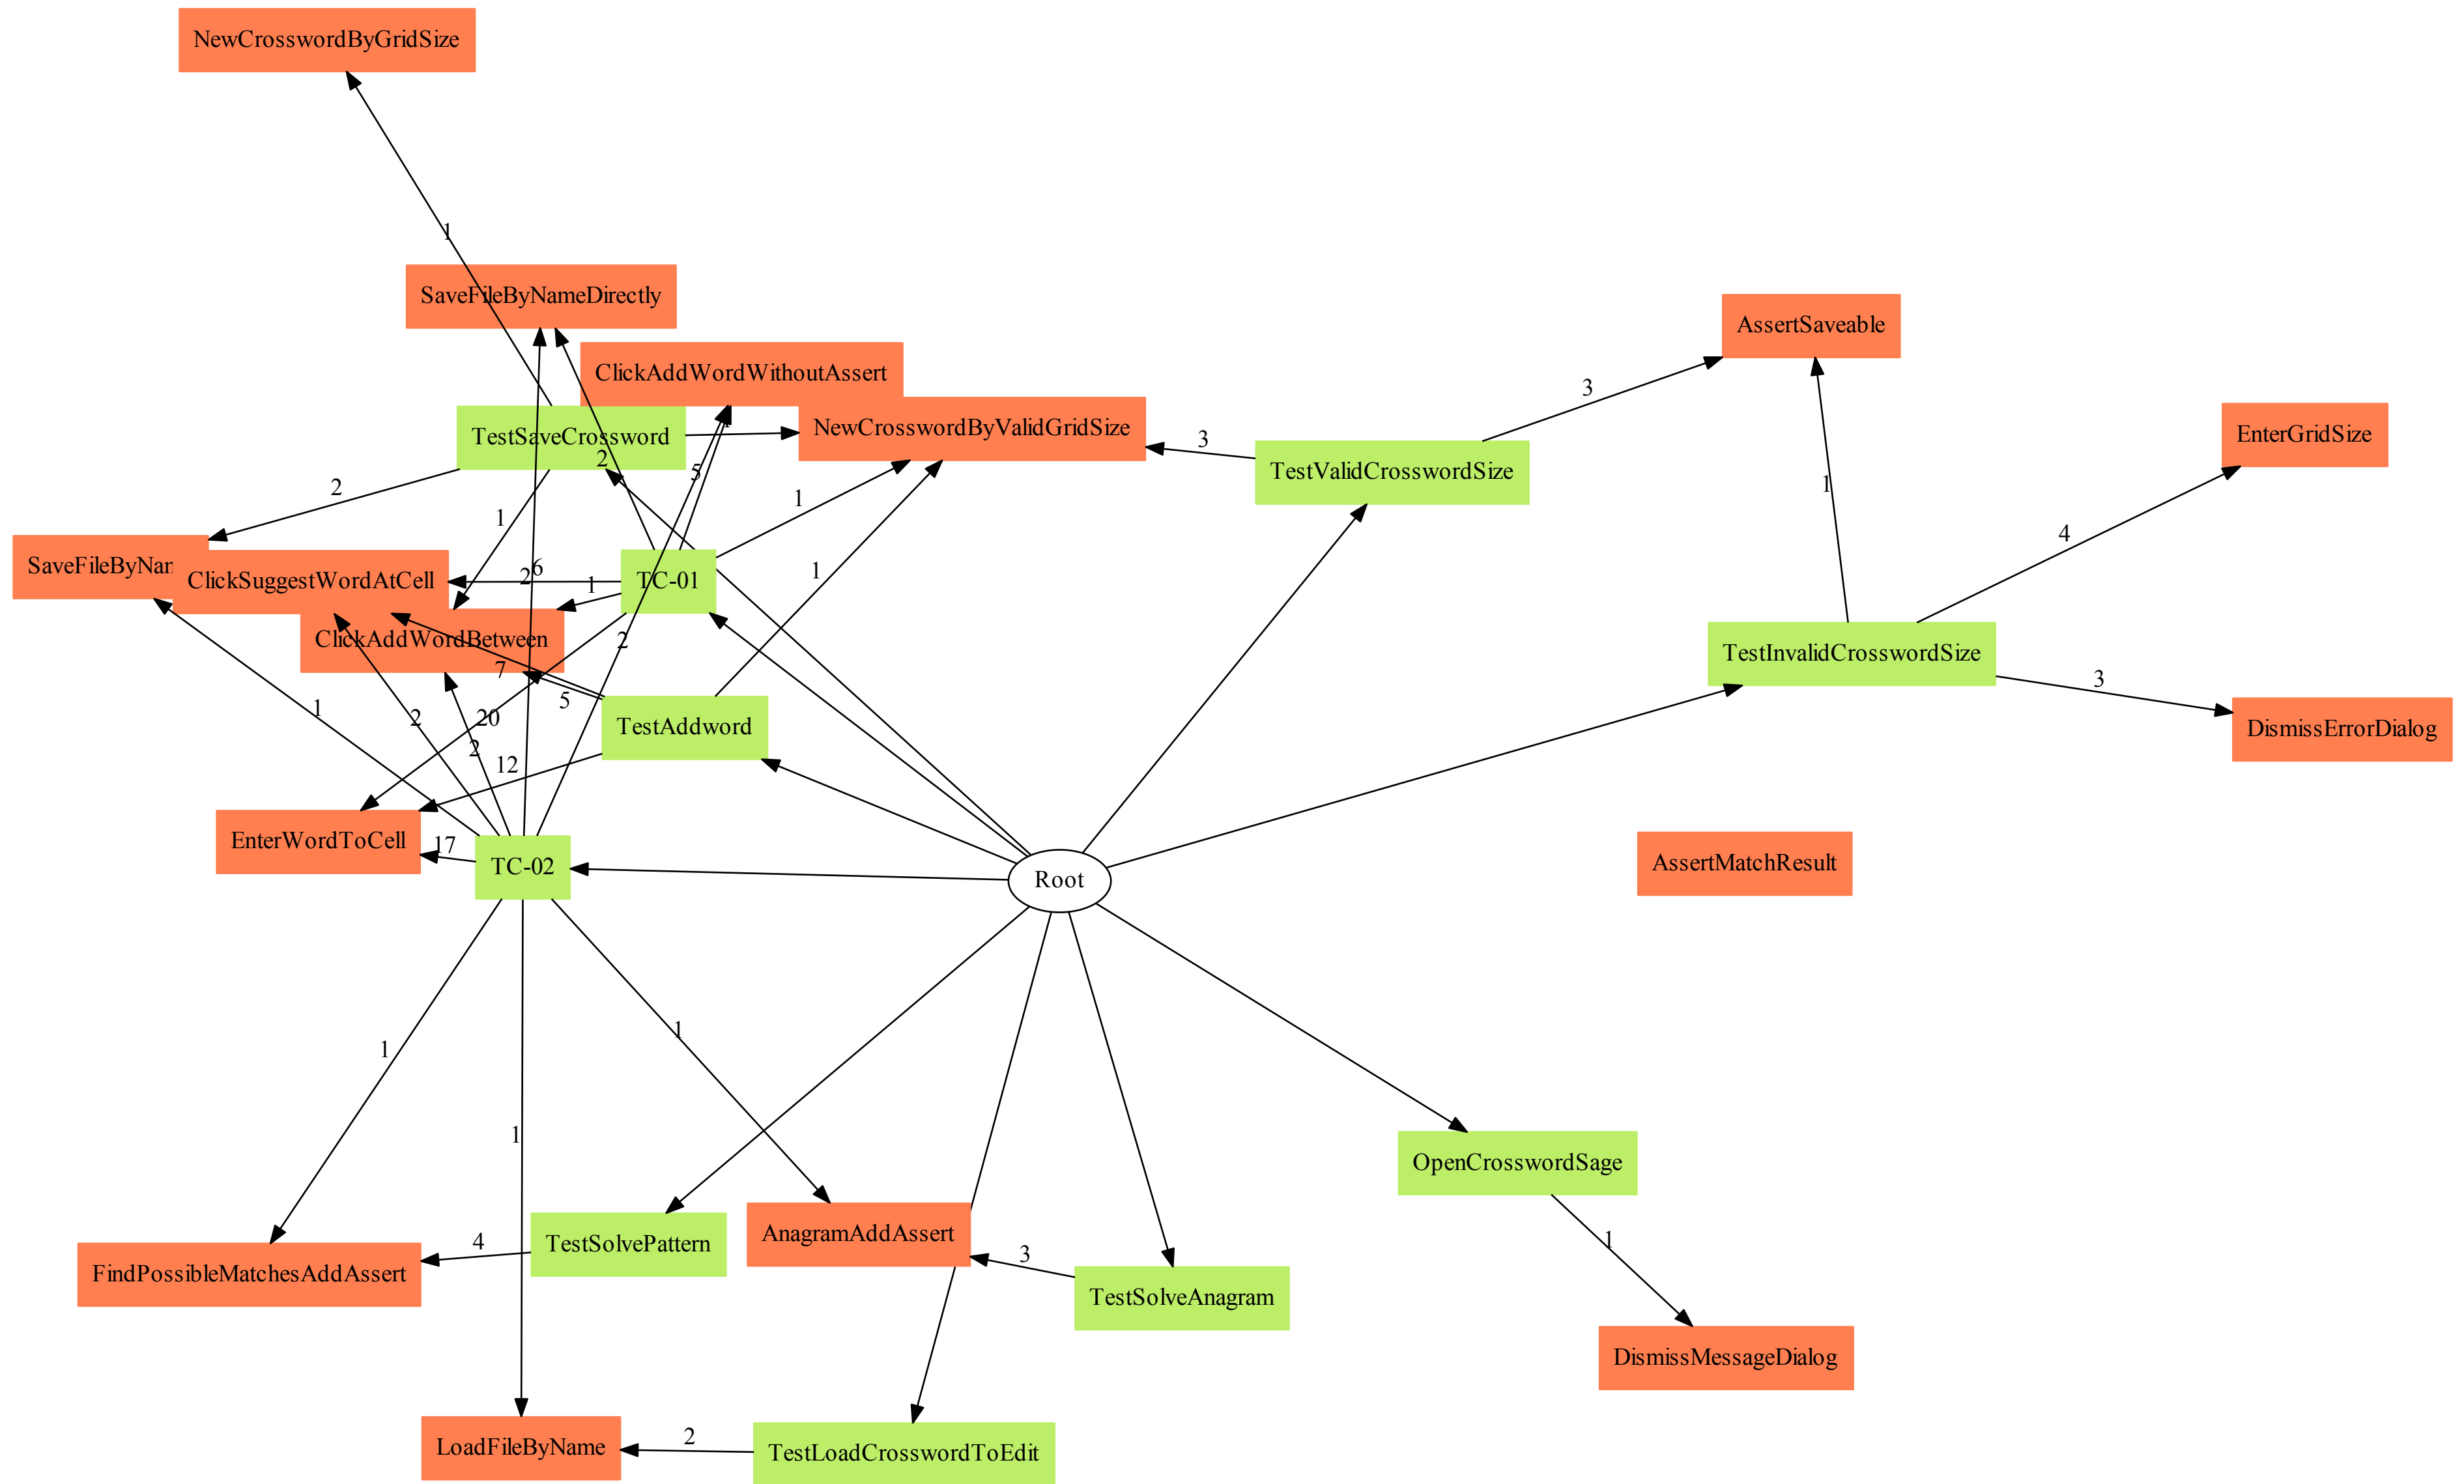 NewCrosswordByGridSize
1
SaveFileByNameDirectly
AssertSaveable
ClickAddWordWithoutAssert
3
NewCrosswordByValidGridSize
TestSaveCrossword
EnterGridSize
3
2
TestValidCrosswordSize
5
2
1
1
1
4
SaveFileByNam
ClickSuggestWordAtCell
2
6
1
TC-01
1
ClickAddWordBetween
2
TestInvalidCrosswordSize
7
5
3
1
2
20
TestAddword
DismissErrorDialog
2
12
EnterWordToCell
17
TC-02
Root
AssertMatchResult
1
1
1
OpenCrosswordSage
4
TestSolvePattern
AnagramAddAssert
3
1
FindPossibleMatchesAddAssert
TestSolveAnagram
DismissMessageDialog
LoadFileByName
2
TestLoadCrosswordToEdit